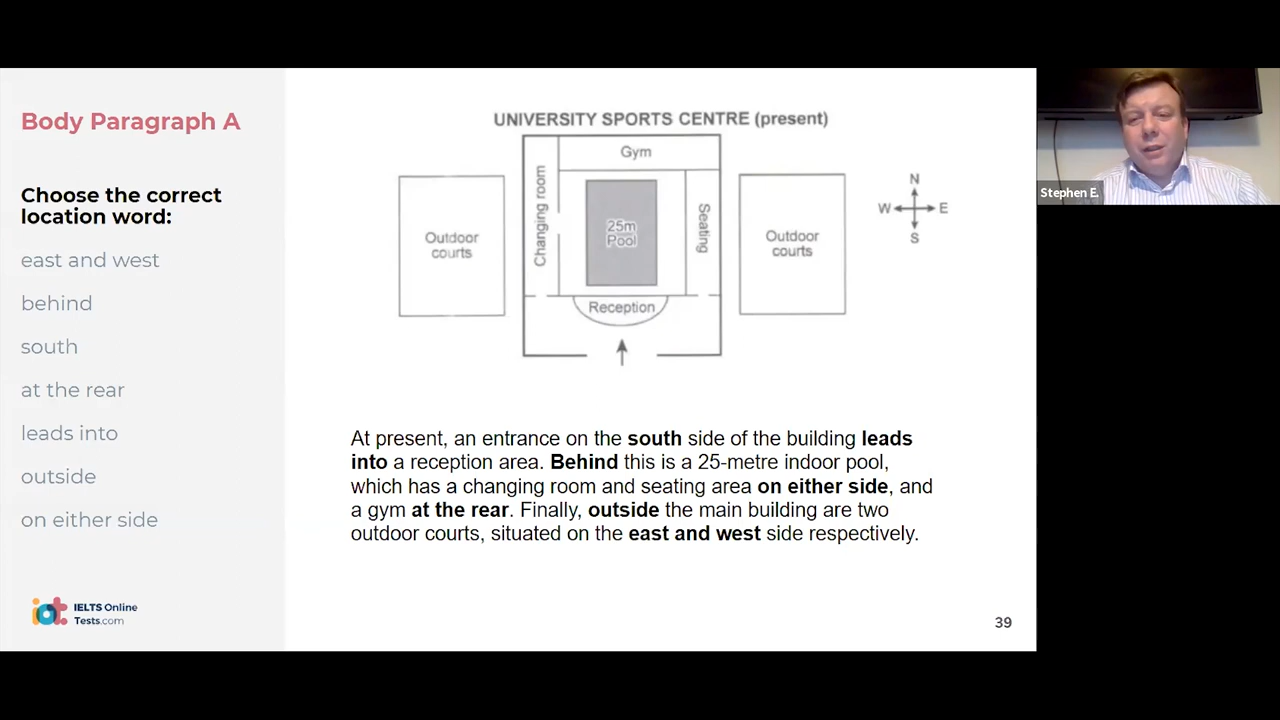 Body Paragraph A
Choose the correct
location word:
east and west
behind
south
at the rear
leads into
outside
on either side
iot
IELTS Online
Tests.com
UNIVERSITY SPORTS CENTRE (present)
Gym
Changing room
25m
Pool
Seating
Outdoor
courts
Outdoor
courts
Reception
N
W
E
S
At present, an entrance on the south side of the building leads
into a reception area. Behind this is a 25-metre indoor pool,
which has a changing room and seating area on either side, and
a gym at the rear. Finally, outside the main building are two
outdoor courts, situated on the east and west side respectively.
39
Stephen E.